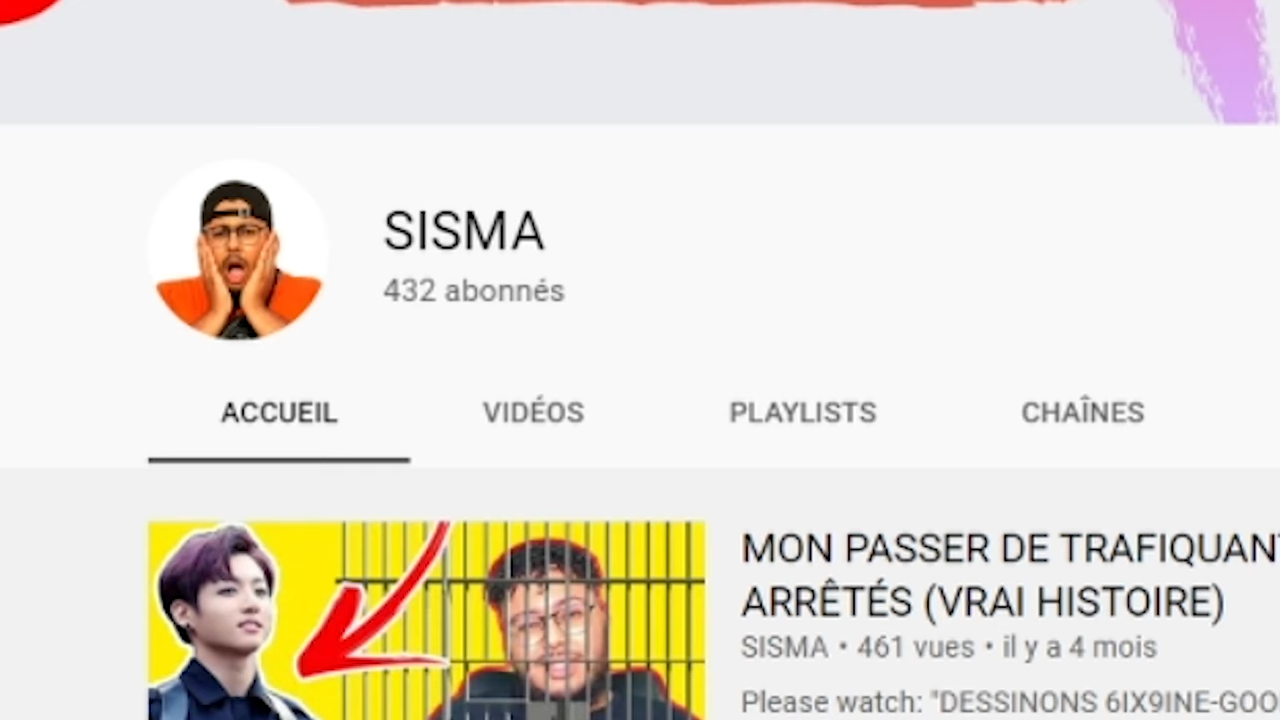 SISMA
432 abonnés
ACCUEIL VIDÉOS PLAYLISTS CHAÎNES
MON PASSER DE TRAFIQUANT
ARRÊTÉS (VRAI HISTOIRE)
SISMA • 461 vues • il y a 4 mois
Please watch: "DESSINONS 6IX9INE-GOO